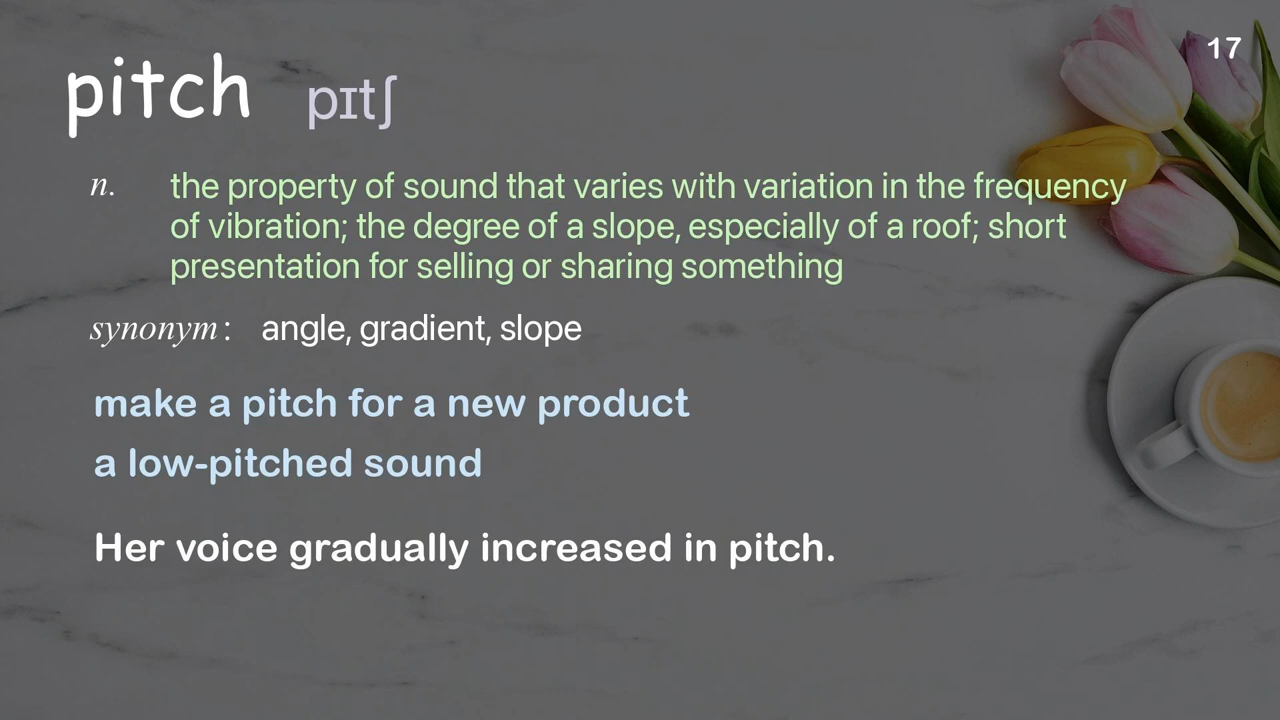 17
pitch pɪtʃ
n. the property of sound that varies with variation in the frequency
of vibration; the degree of a slope, especially of a roof; short
presentation for selling or sharing something
synonym: angle, gradient, slope
make a pitch for a new product
a low-pitched sound
Her voice gradually increased in pitch.